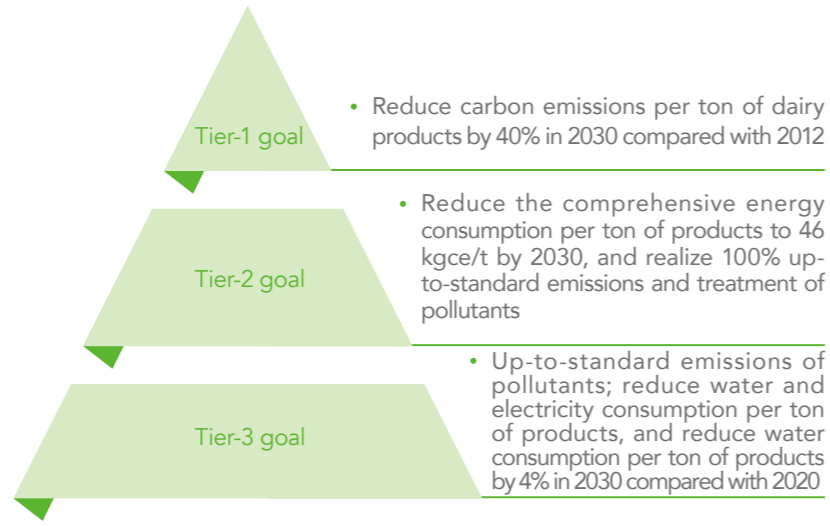 Tier-1 goal
• Reduce carbon emissions per ton of dairy
products by 40% in 2030 compared with 2012
Tier-2 goal
• Reduce the comprehensive energy
consumption per ton of products to 46
kgce/t by 2030, and realize 100% up-
to-standard emissions and treatment of
pollutants
Tier-3 goal
• Up-to-standard emissions of
pollutants; reduce water and
electricity consumption per ton
of products, and reduce water
consumption per ton of products
by 4% in 2030 compared with 2020